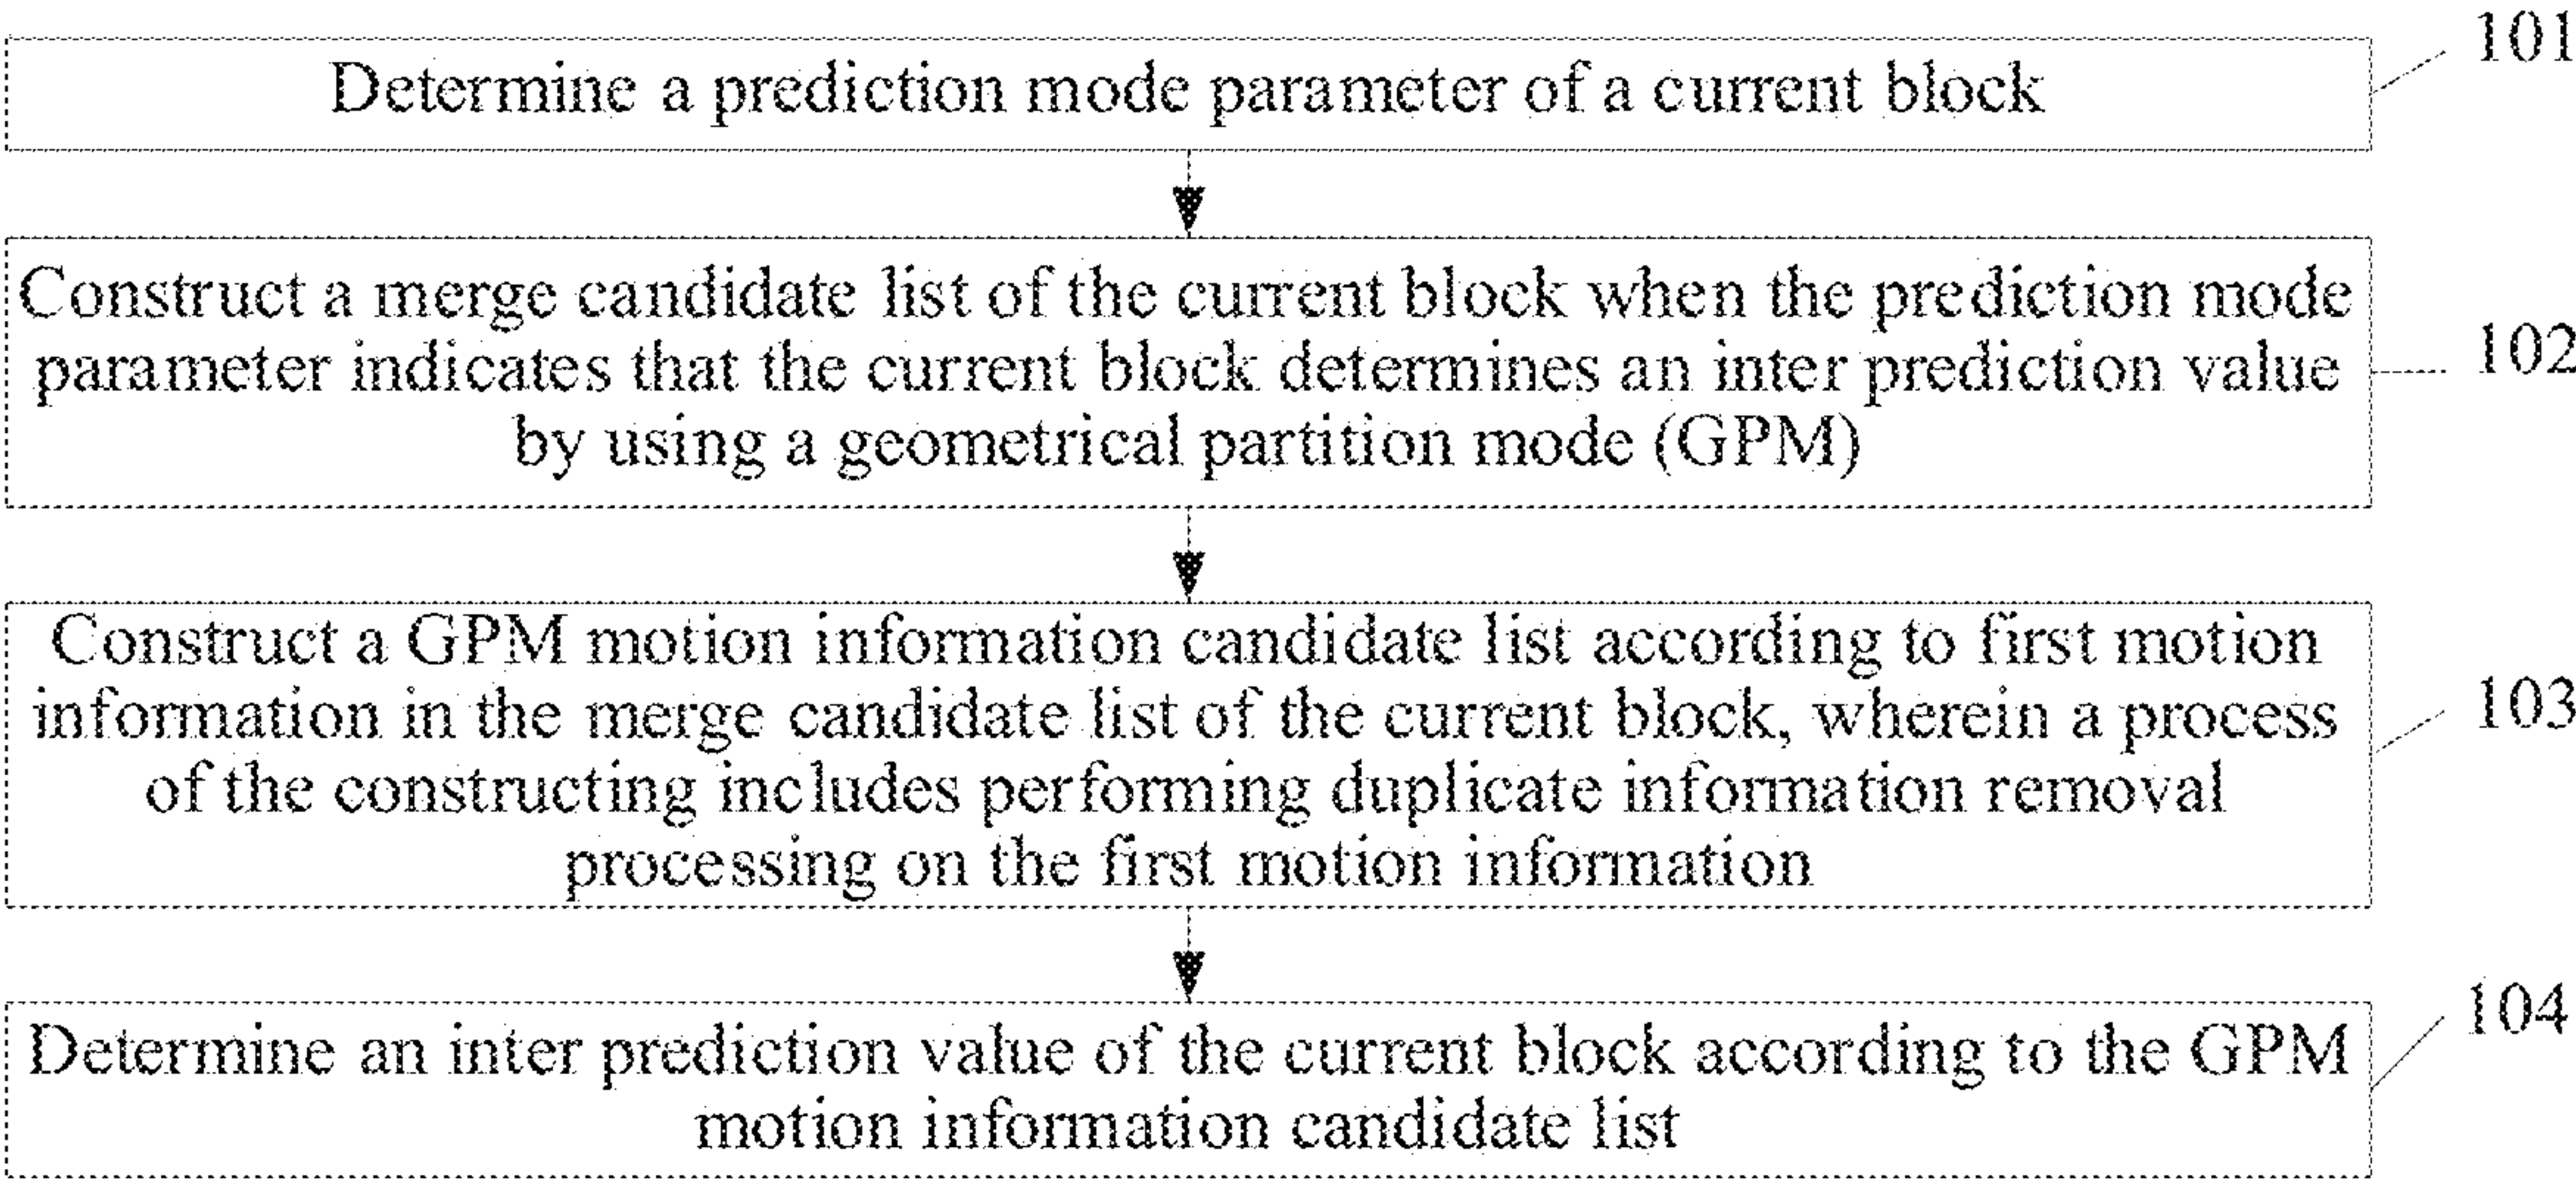 101
Determine a prediction mode parameter of a current block
Construct a merge candidate list of the current block when the prediction mode
parameter indicates that the current block determines an inter prediction value
by using a geometrical partition mode (GPM)
102
Construct a GPM motion information candidate list according to first motion
information in the merge candidate list of the current block, wherein a process
of the constructing includes performing duplicate information removal
processing on the first motion information
103
104
Determine an inter prediction value of the current block according to the GPM
motion information candidate list